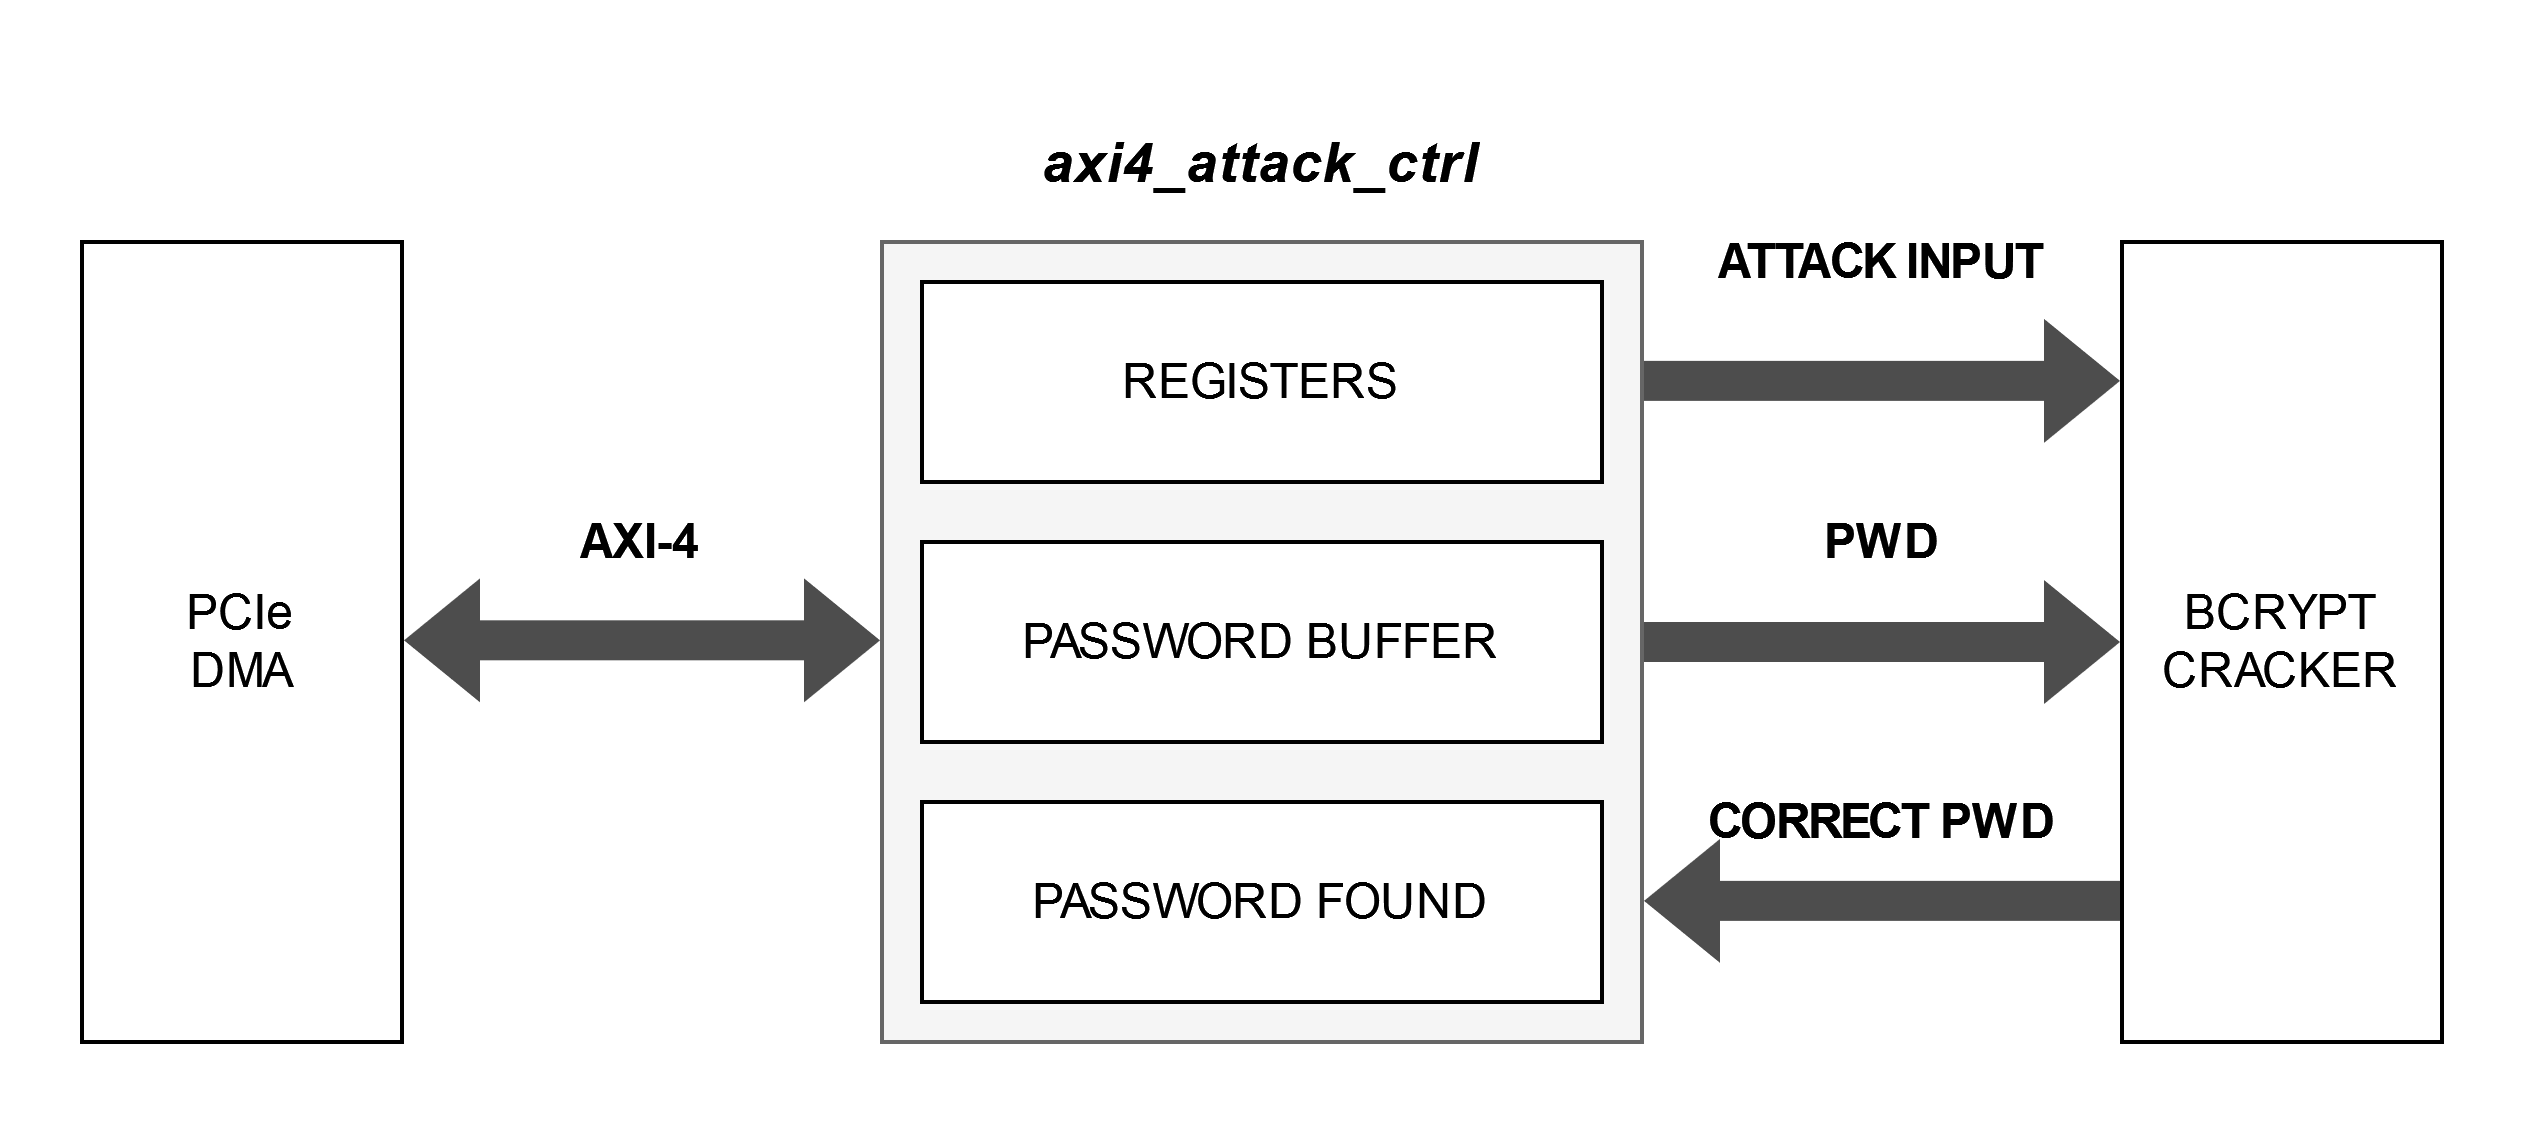 axi4_attack_ctrl
PCIe
DMA
AXI-4
REGISTERS
PASSWORD BUFFER
PASSWORD FOUND
ATTACK INPUT
PWD
CORRECT PWD
BCRYPT
CRACKER